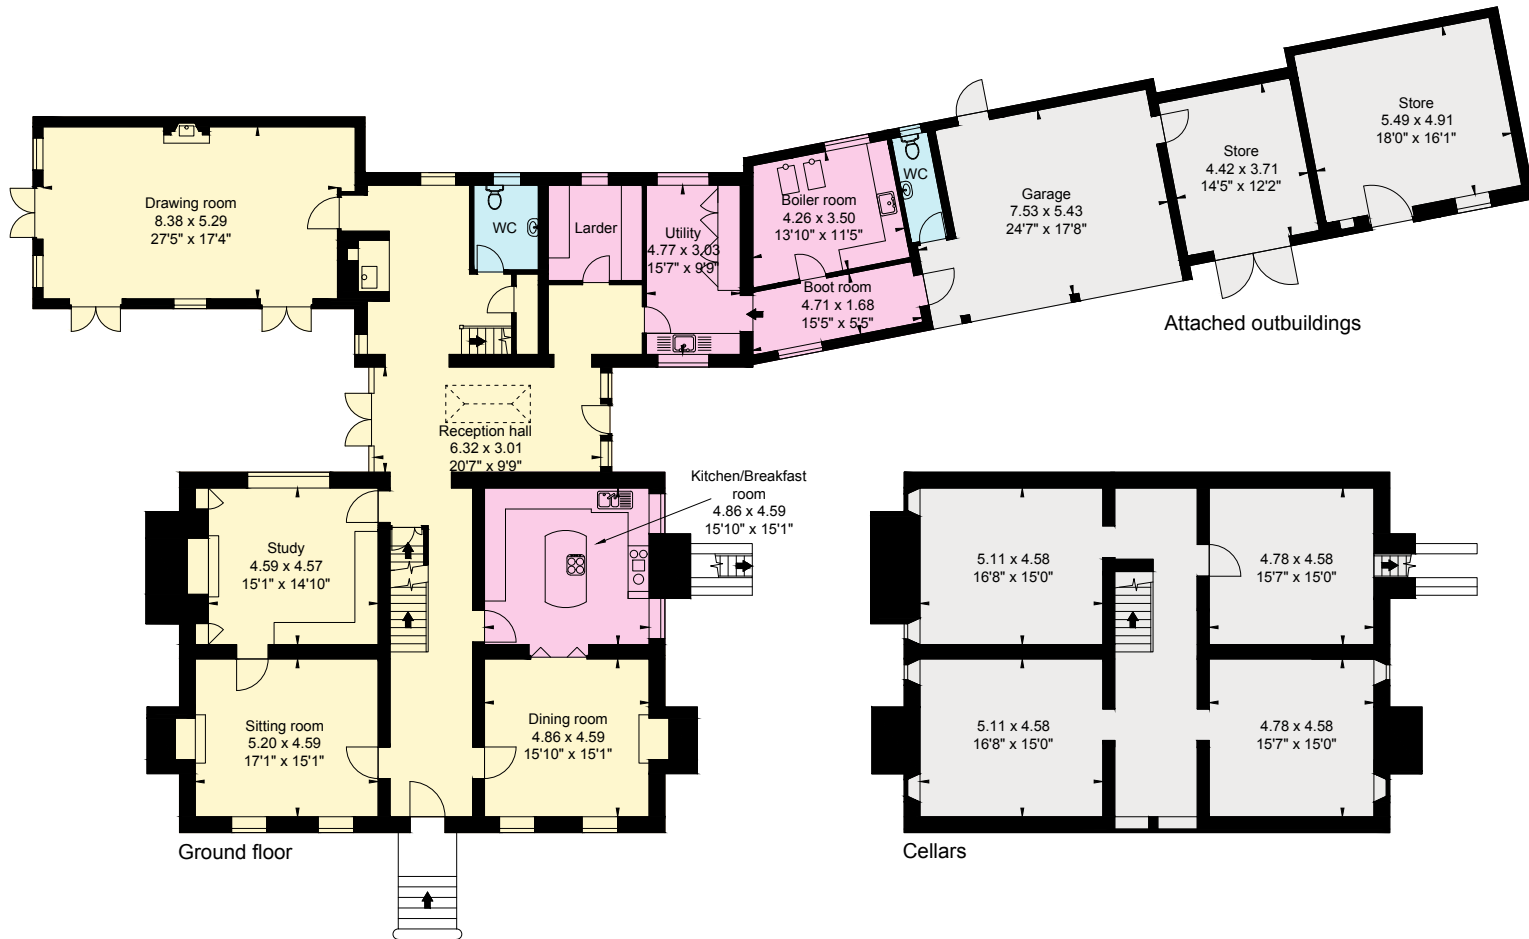 Drawing room
8.38 x 5.29
27'5" x 17'4"
WC
Larder
Utility
4.77 x 3.03
15'7" x 9'9"
Boiler room
4.26 x 3.50
13'10" x 11'5"
WC
Boot room
4.71 x 1.68
15'5" x 5'5"
Garage
7.53 x 5.43
24'7" x 17'8"
Store
4.42 x 3.71
14'5" x 12'2"
Store
5.49 x 4.91
18'0" x 16'1"
Attached outbuildings
Reception hall
6.32 x 3.01
20'7" x 9'9"
Kitchen/Breakfast
room
4.86 x 4.59
15'10" x 15'1"
Study
4.59 x 4.57
15'1" x 14'10"
Sitting room
5.20 x 4.59
17'1" x 15'1"
Dining room
4.86 x 4.59
15'10" x 15'1"
Ground floor
5.11 x 4.58
16'8" x 15'0"
4.78 x 4.58
15'7" x 15'0"
5.11 x 4.58
16'8" x 15'0"
4.78 x 4.58
15'7" x 15'0"
Cellars